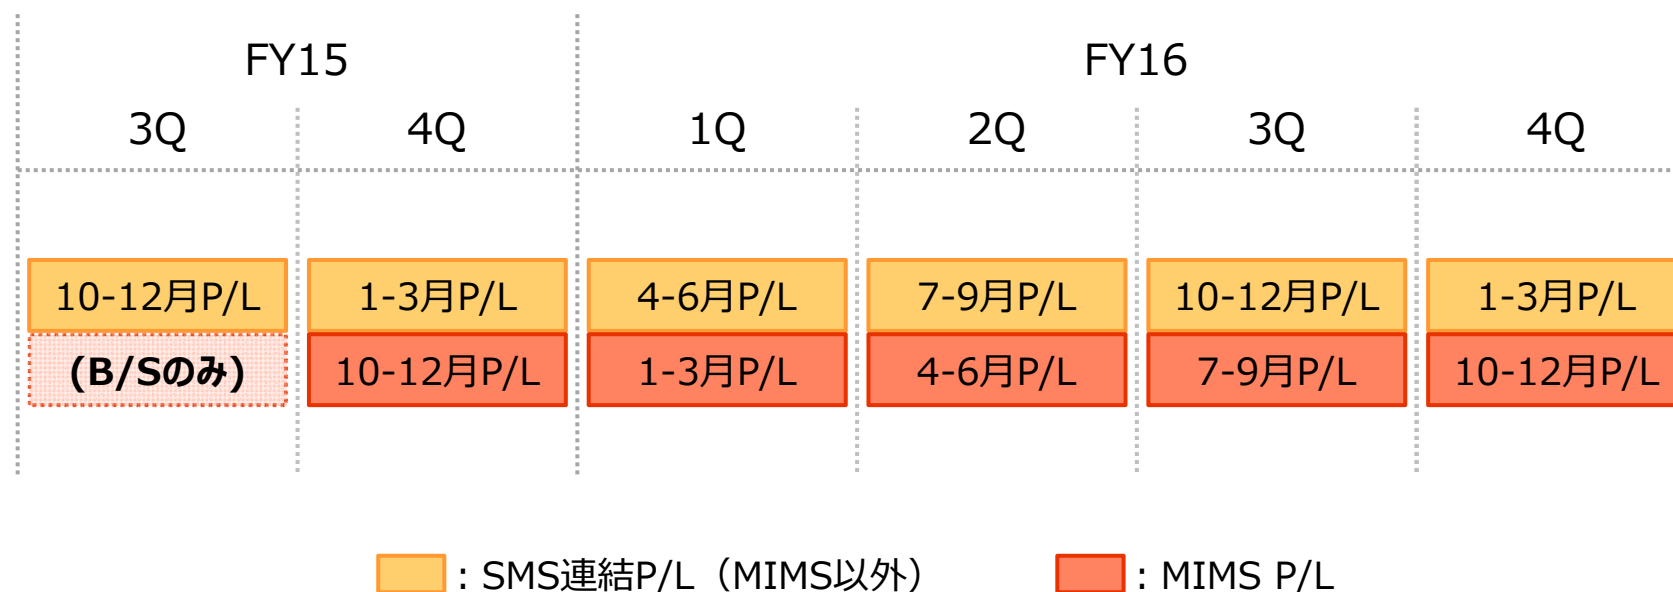 FY15 FY16
3Q 4Q 1Q 2Q 3Q 4Q
10-12月P/L 1-3月P/L 4-6月P/L 7-9月P/L 10-12月P/L 1-3月P/L
(B/Sのみ) 10-12月P/L 1-3月P/L 4-6月P/L 7-9月P/L 10-12月P/L
：SMS連結P/L（MIMS以外） ：MIMS P/L